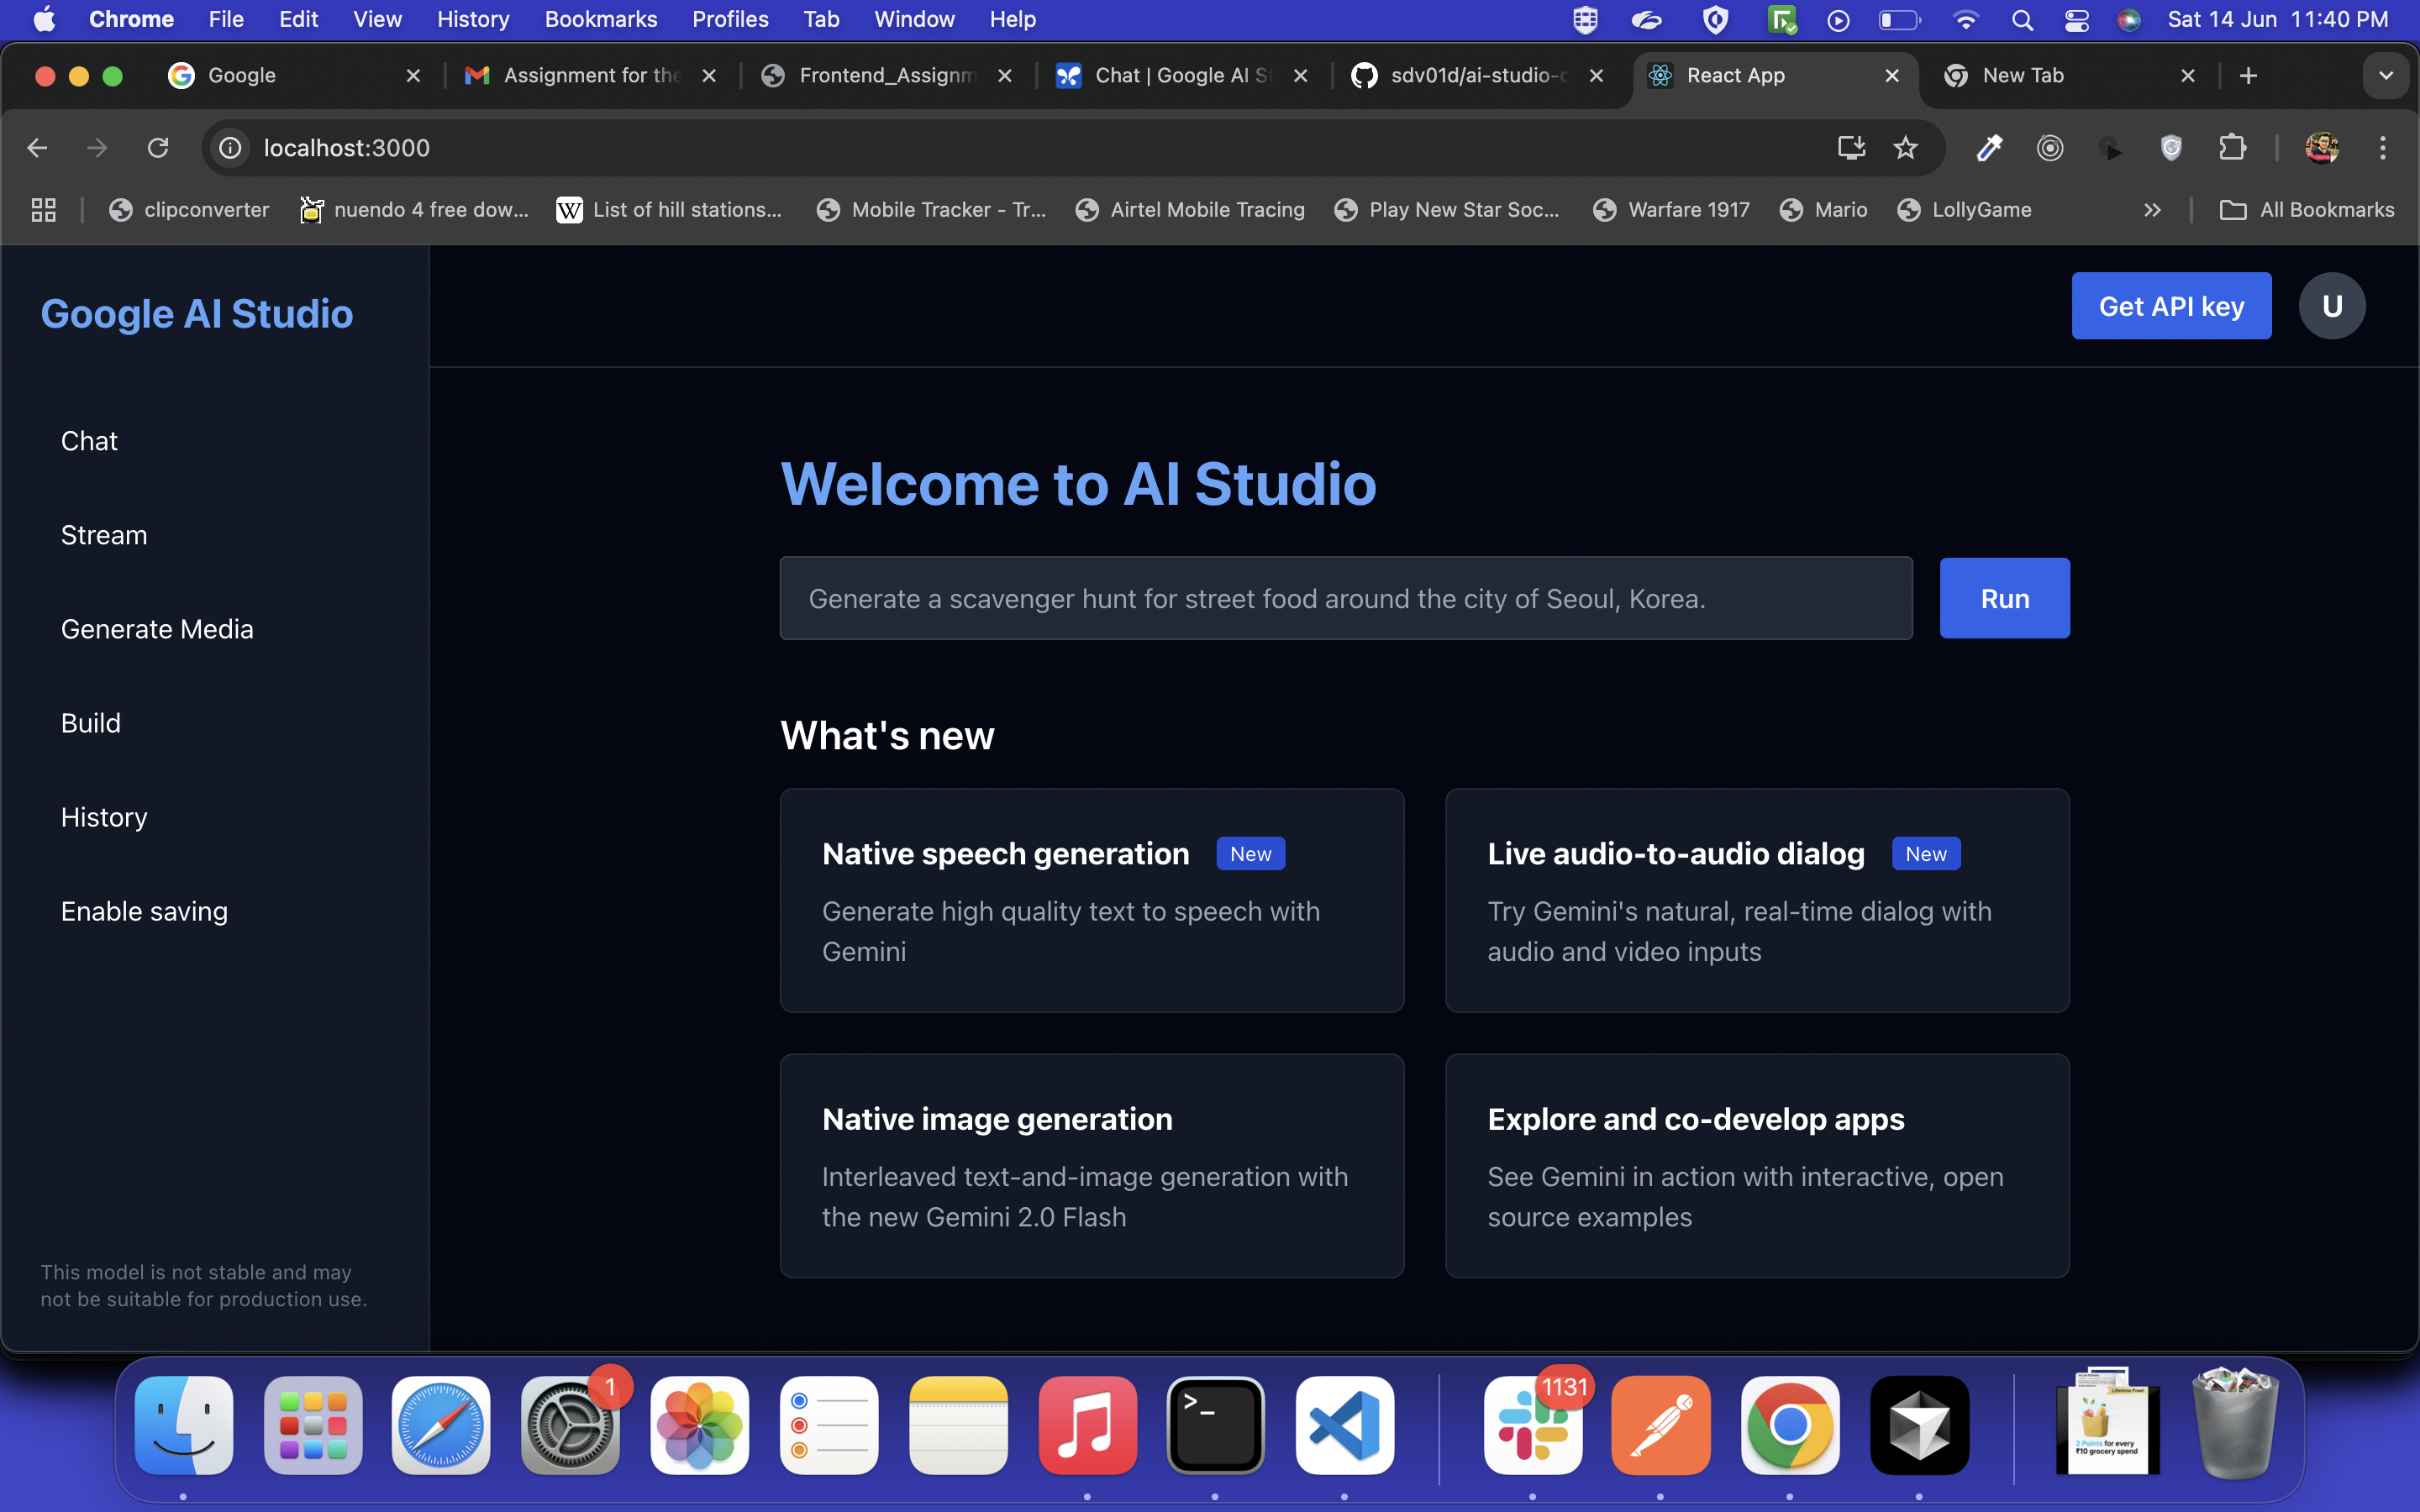 Chrome File Edit View History Bookmarks Profiles Tab Window Help Sat 14 Jun 11:40 PM
Google Assignment for the Frontend_Assignm Chat | Google AI St sdv01d/ai-studio-c React App New Tab
localhost:3000
clipconverter nuendo 4 free dow... List of hill stations... Mobile Tracker - Tr... Airtel Mobile Tracing Play New Star Soc... Warfare 1917 Mario LollyGame All Bookmarks
Google AI Studio
Get API key U
Chat
Stream
Generate Media
Build
History
Enable saving
This model is not stable and may
not be suitable for production use.
Welcome to AI Studio
Generate a scavenger hunt for street food around the city of Seoul, Korea.
Run
What's new
Native speech generation New
Generate high quality text to speech with
Gemini
Live audio-to-audio dialog New
Try Gemini's natural, real-time dialog with
audio and video inputs
Native image generation
Interleaved text-and-image generation with
the new Gemini 2.0 Flash
Explore and co-develop apps
See Gemini in action with interactive, open
source examples
1
1131
2 Points for every
₹10 grocery spend